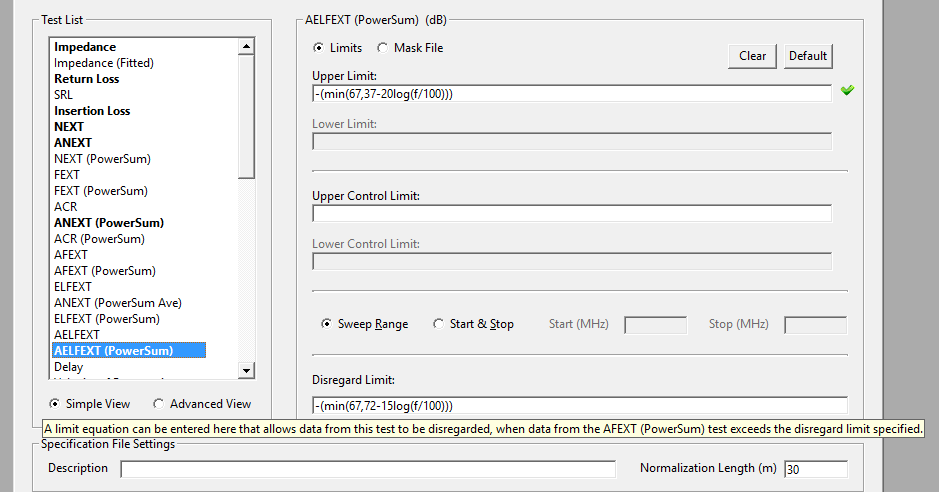 Test List
Impedance
Impedance (Fitted)
Return Loss
SRL
Insertion Loss
NEXT
ANEXT
NEXT (PowerSum)
FEXT
FEXT (PowerSum)
ACR
ANEXT (PowerSum)
ACR (PowerSum)
AFEXT
AFEXT (PowerSum)
ELFEXT
ANEXT (PowerSum Ave)
ELFEXT (PowerSum)
AELFEXT
AELFEXT (PowerSum)
Delay
Simple View Advanced View
AELFEXT (PowerSum) (dB)
Limits Mask File
Clear Default
Upper Limit:
-(min(67,37-20log(f/100)))
Lower Limit:
Upper Control Limit:
Lower Control Limit:
Sweep Range Start & Stop Start (MHz) Stop (MHz)
Disregard Limit:
-(min(67,72-15log(f/100)))
A limit equation can be entered here that allows data from this test to be disregarded, when data from the AFEXT (PowerSum) test exceeds the disregard limit specified.
Specification File Settings
Description Normalization Length (m) 30